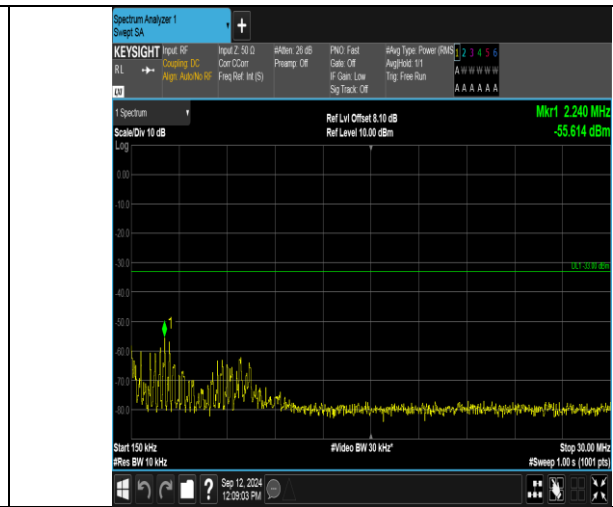 Spectrum Analyzer 1
Swept SA
+
KEYSIGHT Input: RF Input Z: 50 Ω #Atten: 26 dB PNO: Fast #Avg Type: Power (RMS 1 2 3 4 5 6
RL Coupling: DC Corr CCorr Preamp: Off Gate: Off Avg|Hold: 1/1 A W W W W W
Align: Auto/No RF Freq Ref: Int (S) IF Gain: Low Trig: Free Run
Sig Track: Off A A A A A A
LXI
1 Spectrum Ref Lvl Offset 8.10 dB Mkr1 2.240 MHz
Scale/Div 10 dB Ref Level 10.00 dBm -55.614 dBm
Log
0.00
-10.0
-20.0
-30.0
DL1 -33.00 dBm
-40.0
-50.0
1
-60.0
-70.0
-80.0
Start 150 kHz #Video BW 30 kHz* Stop 30.00 MHz
#Res BW 10 kHz #Sweep 1.00 s (1001 pts)
? Sep 12, 2024
12:09:03 PM